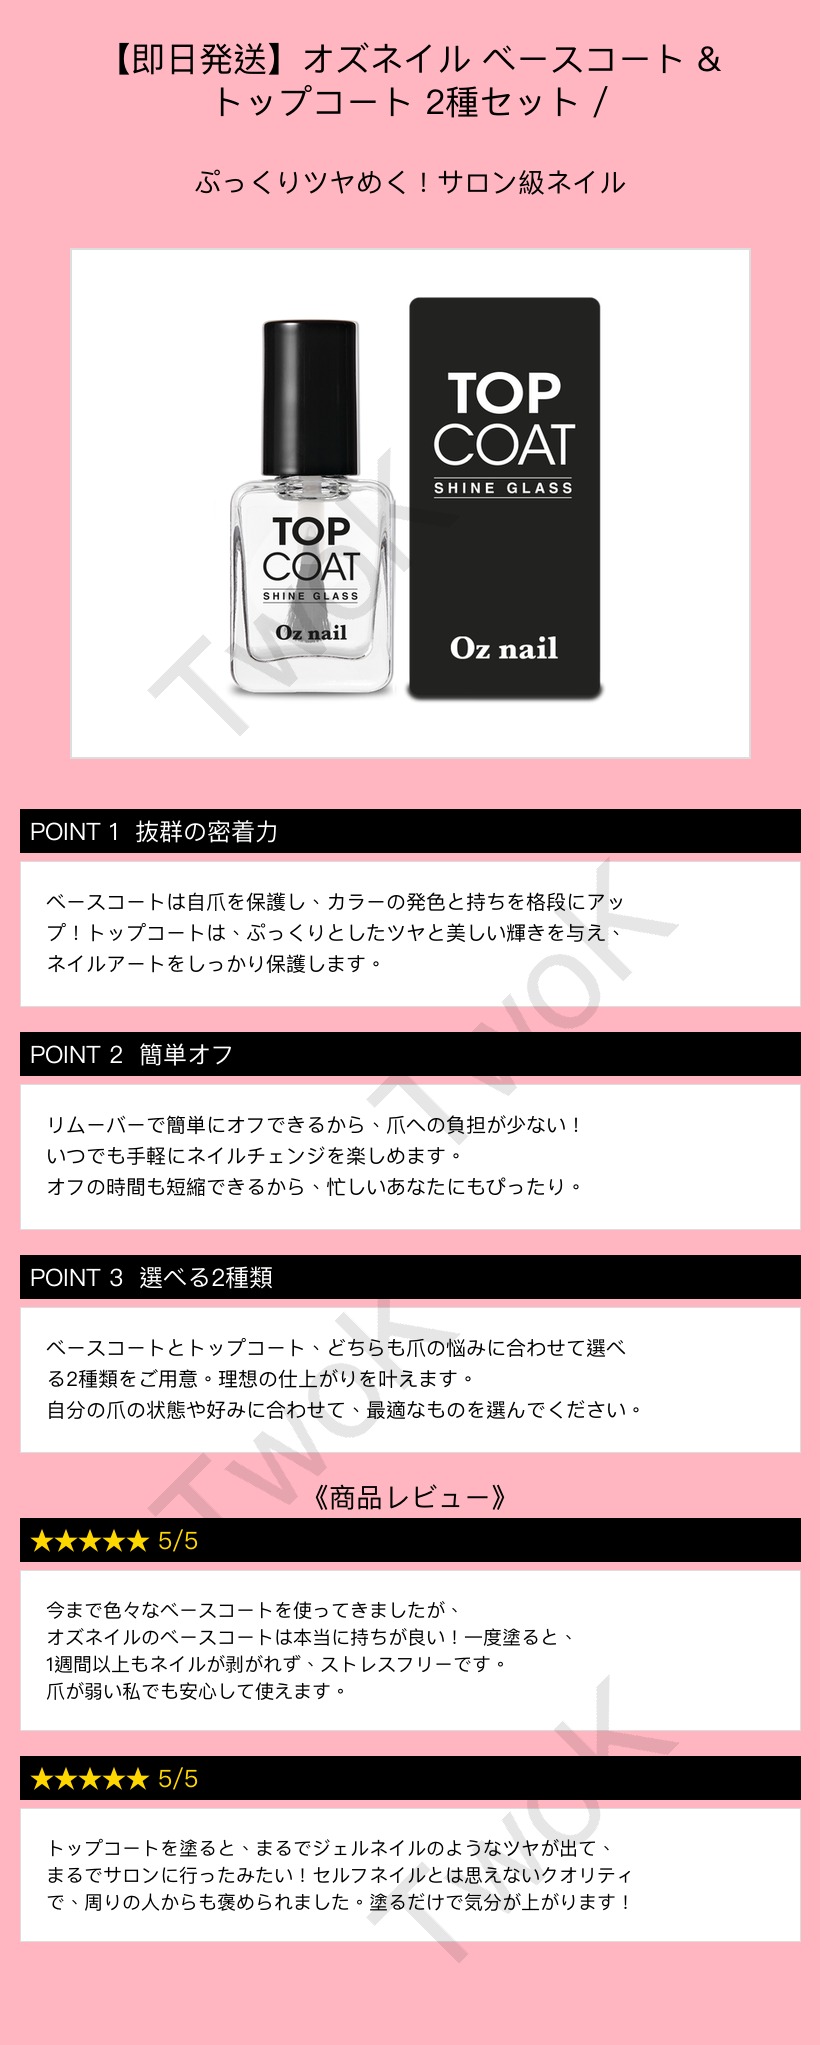 【即日発送】オズネイル ベースコート &
トップコート 2種セット /
ぷっくりツヤめく！サロン級ネイル
TOP
COAT
SHINE GLASS
Oz nail
TOP
COAT
SHINE GLASS
Oz nail
TwoK
POINT 1 抜群の密着力
ベースコートは自爪を保護し、カラーの発色と持ちを格段にアッ
プ！トップコートは、ぷっくりとしたツヤと美しい輝きを与え、
ネイルアートをしっかり保護します。
TwoK
POINT 2 簡単オフ
リムーバーで簡単にオフできるから、爪への負担が少ない！
いつでも手軽にネイルチェンジを楽しめます。
オフの時間も短縮できるから、忙しいあなたにもぴったり。
POINT 3 選べる2種類
ベースコートとトップコート、どちらも爪の悩みに合わせて選べ
る2種類をご用意。理想の仕上がりを叶えます。
自分の爪の状態や好みに合わせて、最適なものを選んでください。
TwoK
《商品レビュー》
★★★★★ 5/5
今まで色々なベースコートを使ってきましたが、
オズネイルのベースコートは本当に持ちが良い！一度塗ると、
1週間以上もネイルが剥がれず、ストレスフリーです。
爪が弱い私でも安心して使えます。
★★★★★ 5/5
トップコートを塗ると、まるでジェルネイルのようなツヤが出て、
まるでサロンに行ったみたい！セルフネイルとは思えないクオリティ
で、周りの人からも褒められました。塗るだけで気分が上がります！
TwoK